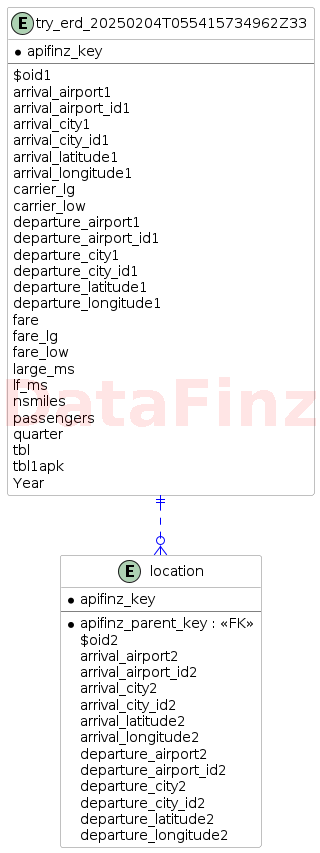 E try_erd_20250204T055415734962Z33
apifinz_key
$oid1
arrival_airport1
arrival_airport_id1
arrival_city1
arrival_city_id1
arrival_latitude1
arrival_longitude1
carrier_lg
carrier_low
departure_airport1
departure_airport_id1
departure_city1
departure_city_id1
departure_latitude1
departure_longitude1
fare
fare_lg
fare_low
large_ms
lf_ms
nsmiles
passengers
quarter
tbl
tbl1apk
Year
DataFinz
E location
apifinz_key
apifinz_parent_key : «FK»
$oid2
arrival_airport2
arrival_airport_id2
arrival_city2
arrival_city_id2
arrival_latitude2
arrival_longitude2
departure_airport2
departure_airport_id2
departure_city2
departure_city_id2
departure_latitude2
departure_longitude2